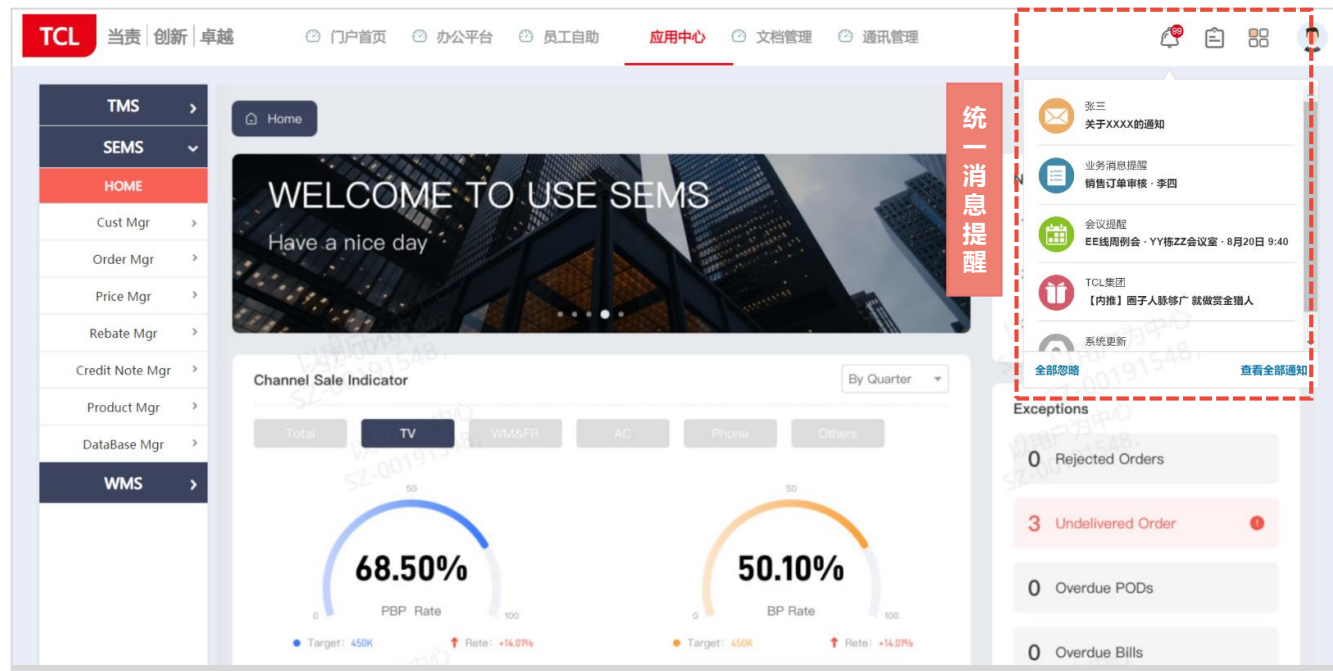 TCL 当责 创新 卓越 门户首页 办公平台 员工自助 应用中心 文档管理 通讯管理 99
TMS
SEMS
HOME
Cust Mgr
Order Mgr
Price Mgr
Rebate Mgr
Credit Note Mgr
Product Mgr
DataBase Mgr
WMS
Home
WELCOME TO USE SEMS
Have a nice day
统一消息提醒
张三
关于XXXX的通知
业务消息提醒
销售订单审核 · 李四
会议提醒
EE线周例会 · YY栋ZZ会议室 · 8月20日 9:40
TCL集团
【内推】圈子人脉够广 就做赏金猎人
系统更新
全部忽略 查看全部通知
Channel Sale Indicator By Quarter
Total TV WM&FR AC Phone Others
50
68.50%
PBP Rate
0 100
Target: 450K Rete: +14.01%
50
50.10%
BP Rate
0 100
Target: 450K Rete: +14.01%
Exceptions
0 Rejected Orders
3 Undelivered Order
0 Overdue PODs
0 Overdue Bills
以用户为中心
SZ-00191548